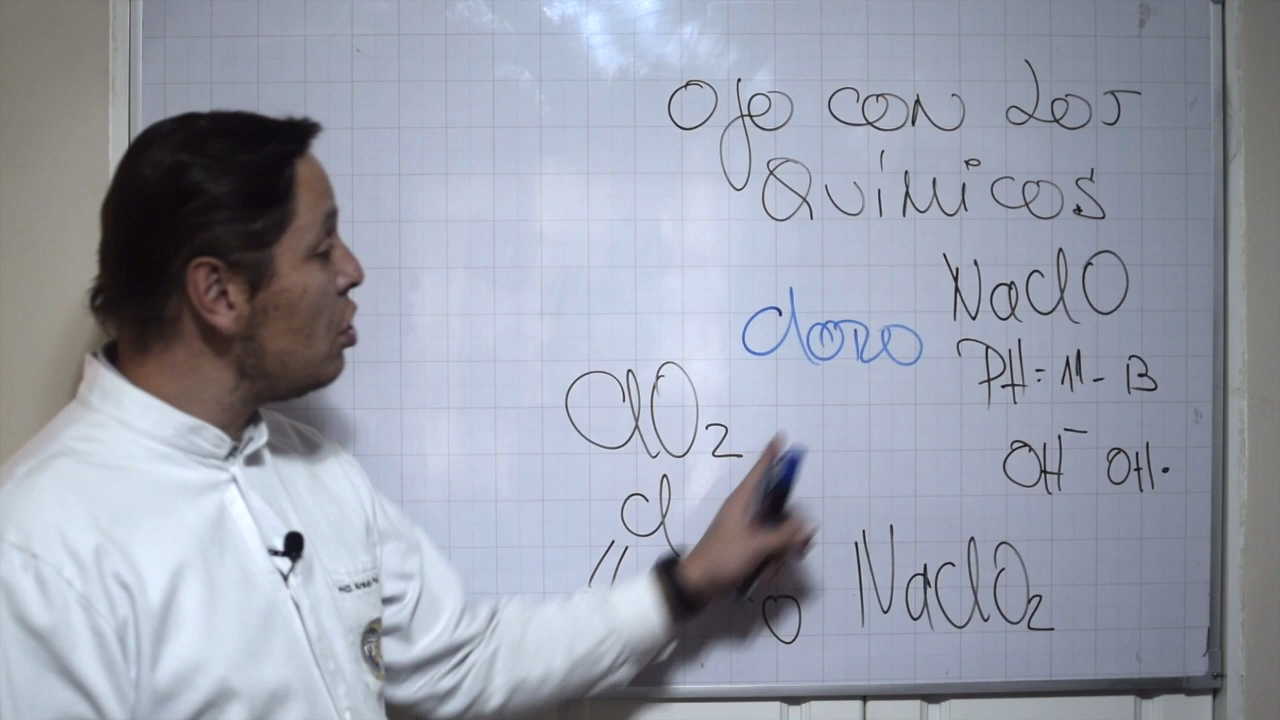 Ojo con los
Químicos
NaClO
cloro
PH = 11 - 13
ClO2
OH⁻ OH·
Cl
NaClO2
O